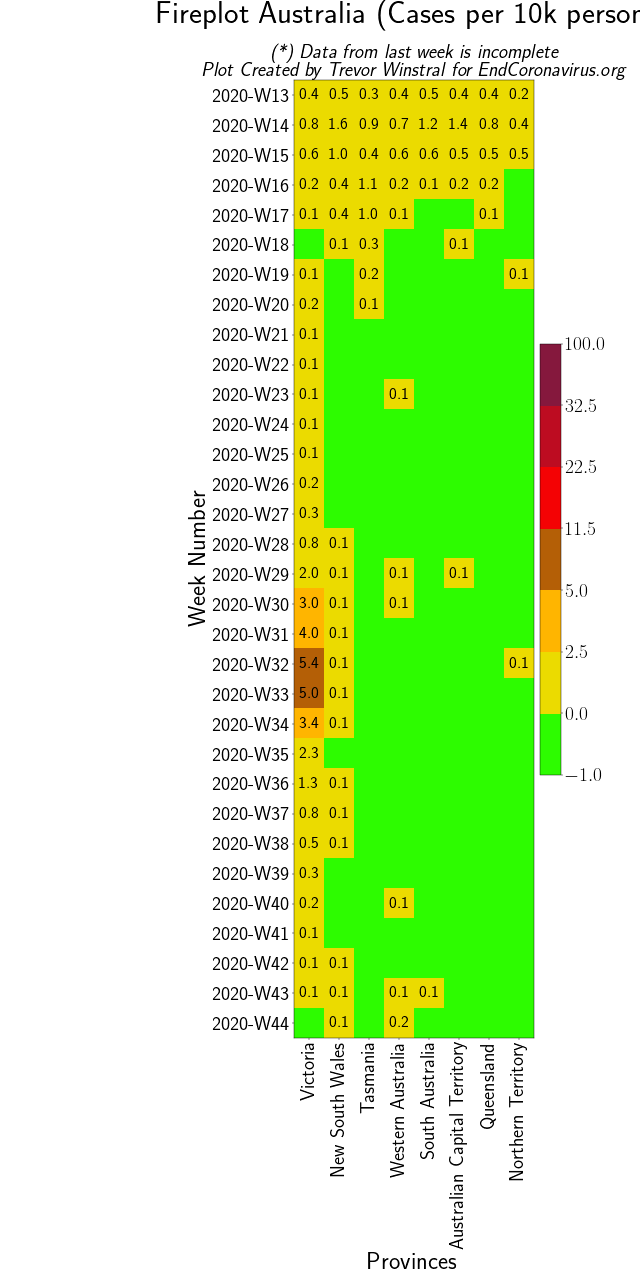 Fireplot Australia (Cases per 10k person
(*) Data from last week is incomplete
Plot Created by Trevor Winstral for EndCoronavirus.org
2020-W13 0.4 0.5 0.3 0.4 0.5 0.4 0.4 0.2
2020-W14 0.8 1.6 0.9 0.7 1.2 1.4 0.8 0.4
2020-W15 0.6 1.0 0.4 0.6 0.6 0.5 0.5 0.5
2020-W16 0.2 0.4 1.1 0.2 0.1 0.2 0.2
2020-W17 0.1 0.4 1.0 0.1 0.1
2020-W18 0.1 0.3 0.1
2020-W19 0.1 0.2 0.1
2020-W20 0.2 0.1
2020-W21 0.1
2020-W22 0.1
2020-W23 0.1 0.1
2020-W24 0.1
2020-W25 0.1
2020-W26 0.2
2020-W27 0.3
2020-W28 0.8 0.1
2020-W29 2.0 0.1 0.1 0.1
2020-W30 3.0 0.1 0.1
2020-W31 4.0 0.1
2020-W32 5.4 0.1 0.1
2020-W33 5.0 0.1
2020-W34 3.4 0.1
2020-W35 2.3
2020-W36 1.3 0.1
2020-W37 0.8 0.1
2020-W38 0.5 0.1
2020-W39 0.3
2020-W40 0.2 0.1
2020-W41 0.1
2020-W42 0.1 0.1
2020-W43 0.1 0.1 0.1 0.1
2020-W44 0.1 0.2
Week Number
Victoria
New South Wales
Tasmania
Western Australia
South Australia
Australian Capital Territory
Queensland
Northern Territory
Provinces
100.0
32.5
22.5
11.5
5.0
2.5
0.0
−1.0